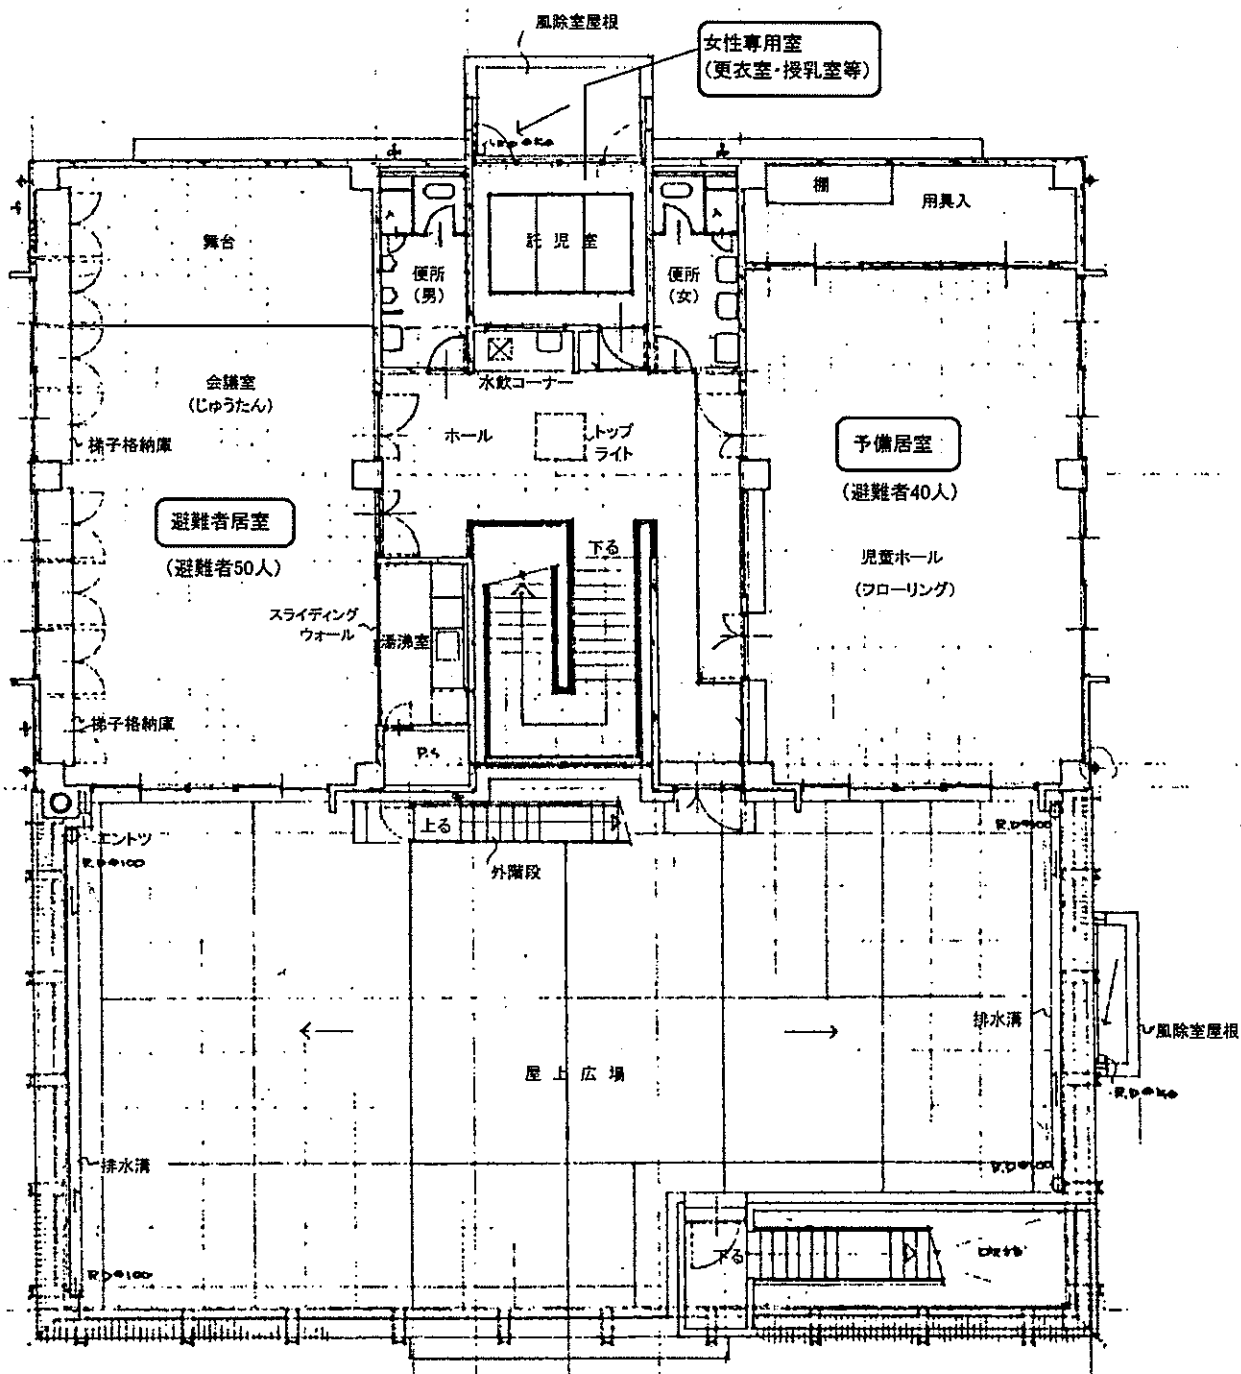 風除室屋根
女性専用室
(更衣室・授乳室等)
棚
用具入
舞台
託児室
便所
(男)
便所
(女)
入
入
会議室
(じゅうたん)
水飲コーナー
梯子格納庫
ホール
トップ
ライト
予備居室
(避難者40人)
避難者居室
(避難者50人)
下る
児童ホール
(フローリング)
スライディング
ウォール
湯沸室
梯子格納庫
P.S
上る
エントツ
R.Dφ100
R.Dφ100
外階段
排水溝
風除室屋根
屋上広場
排水溝
R.Dφ100
R.Dφ100
下る